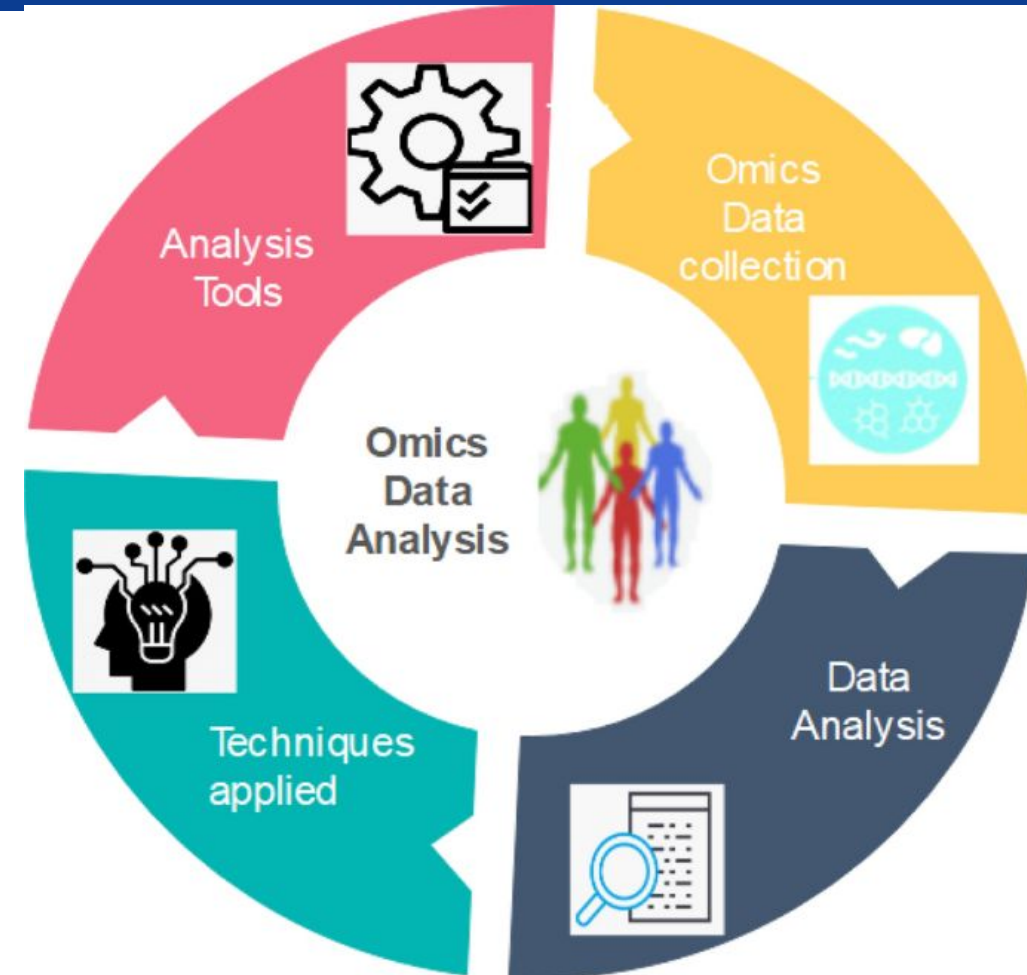 Omics
Data
collection
Analysis
Tools
Omics
Data
Analysis
Data
Analysis
Techniques
applied